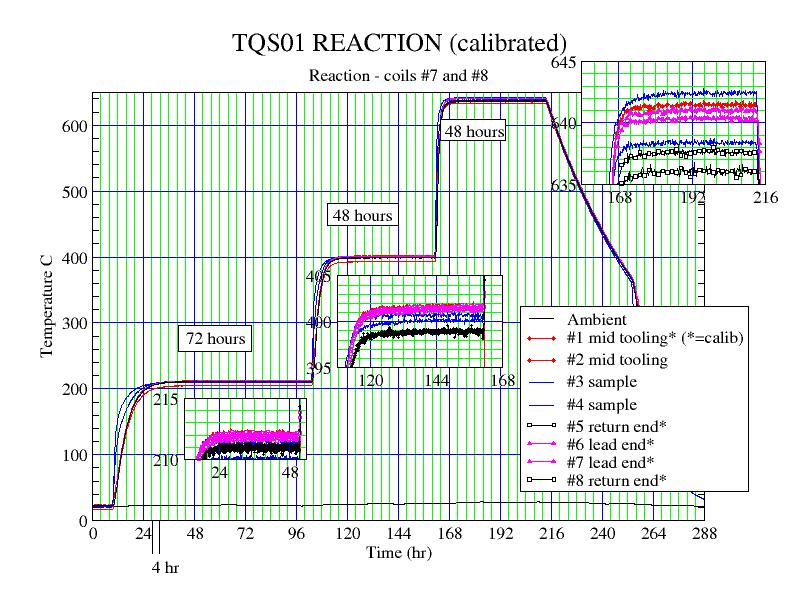 TQS01 REACTION (calibrated)
Reaction - coils #7 and #8
Temperature C
600
500
400
300
200
100
0
0 24 48 72 96 120 144 168 192 216 240 264 288
Time (hr)
4 hr
72 hours
48 hours
48 hours
215
210
24 48
405
400
395
120 144 168
645
640
635
168 192 216
Ambient
#1 mid tooling* (*=calib)
#2 mid tooling
#3 sample
#4 sample
#5 return end*
#6 lead end*
#7 lead end*
#8 return end*